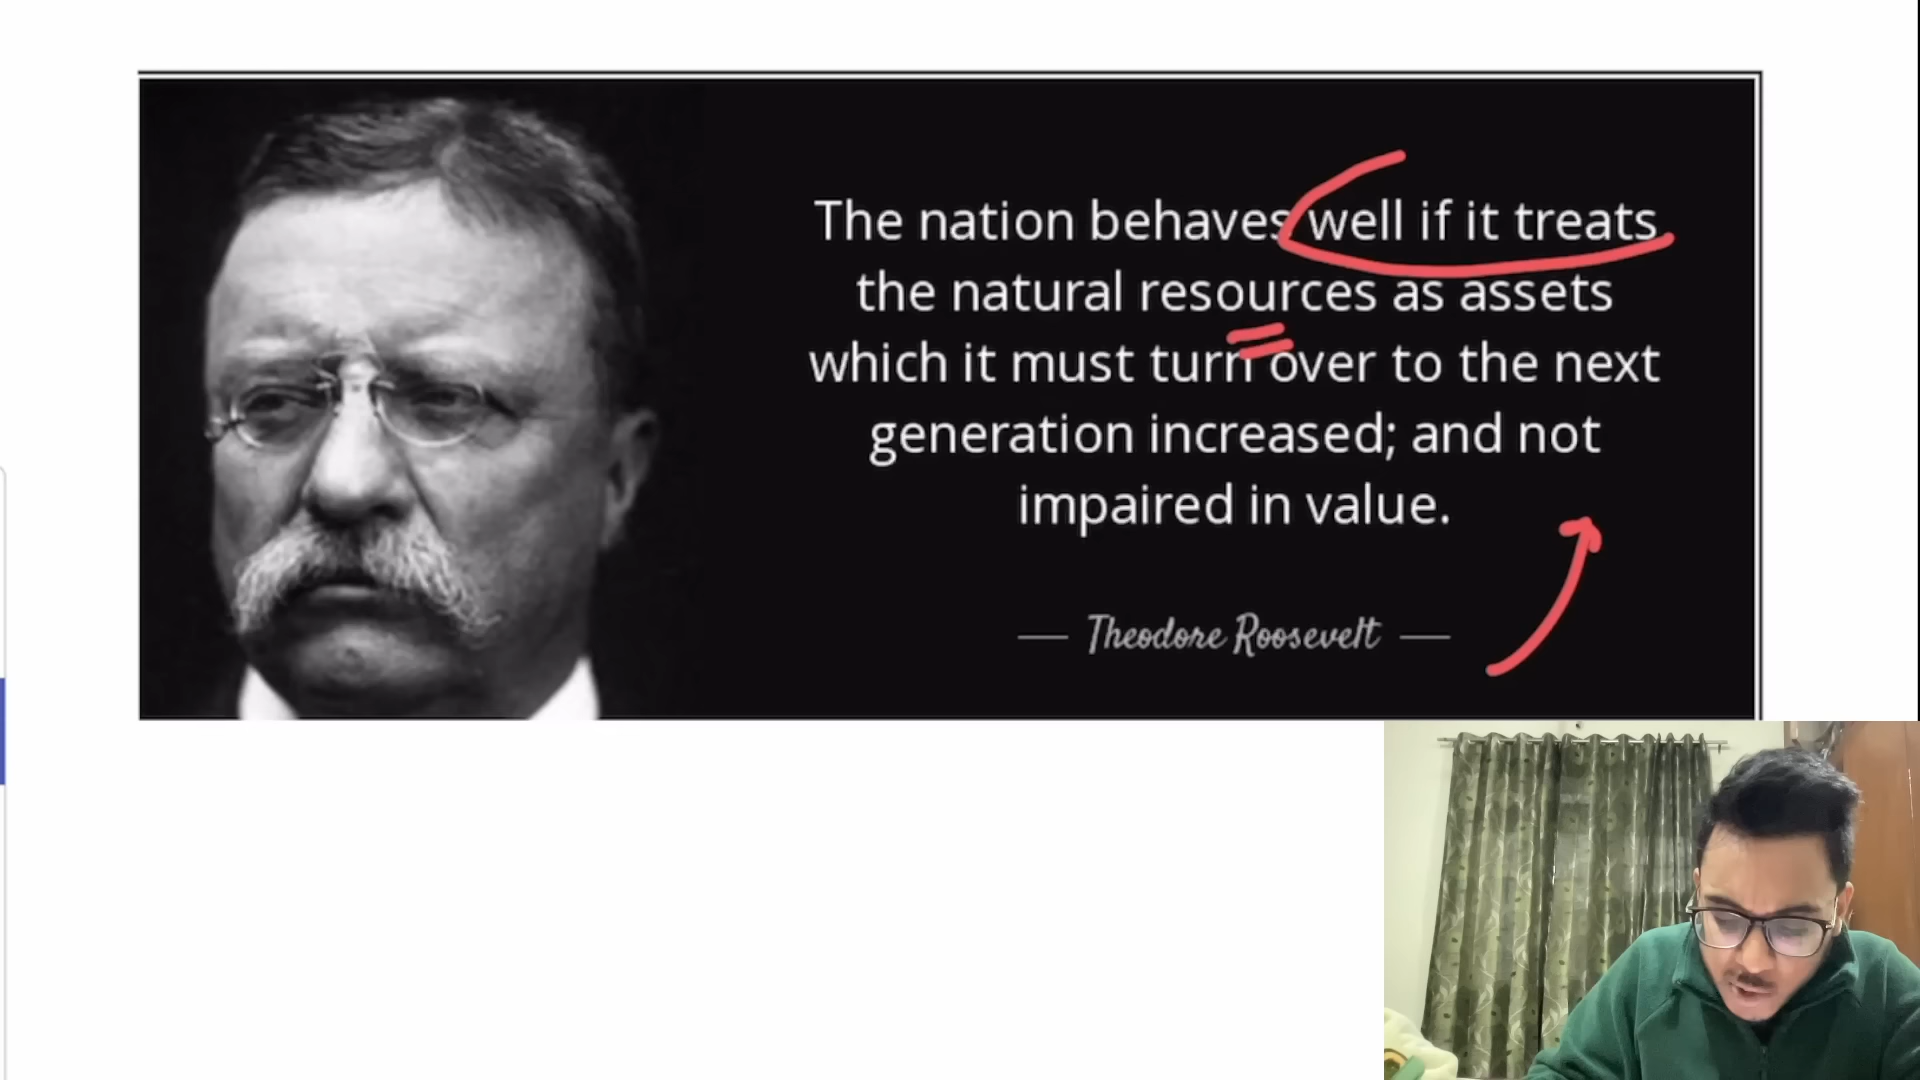 The nation behaves well if it treats
the natural resources as assets
which it must turn over to the next
generation increased; and not
impaired in value.
Theodore Roosevelt